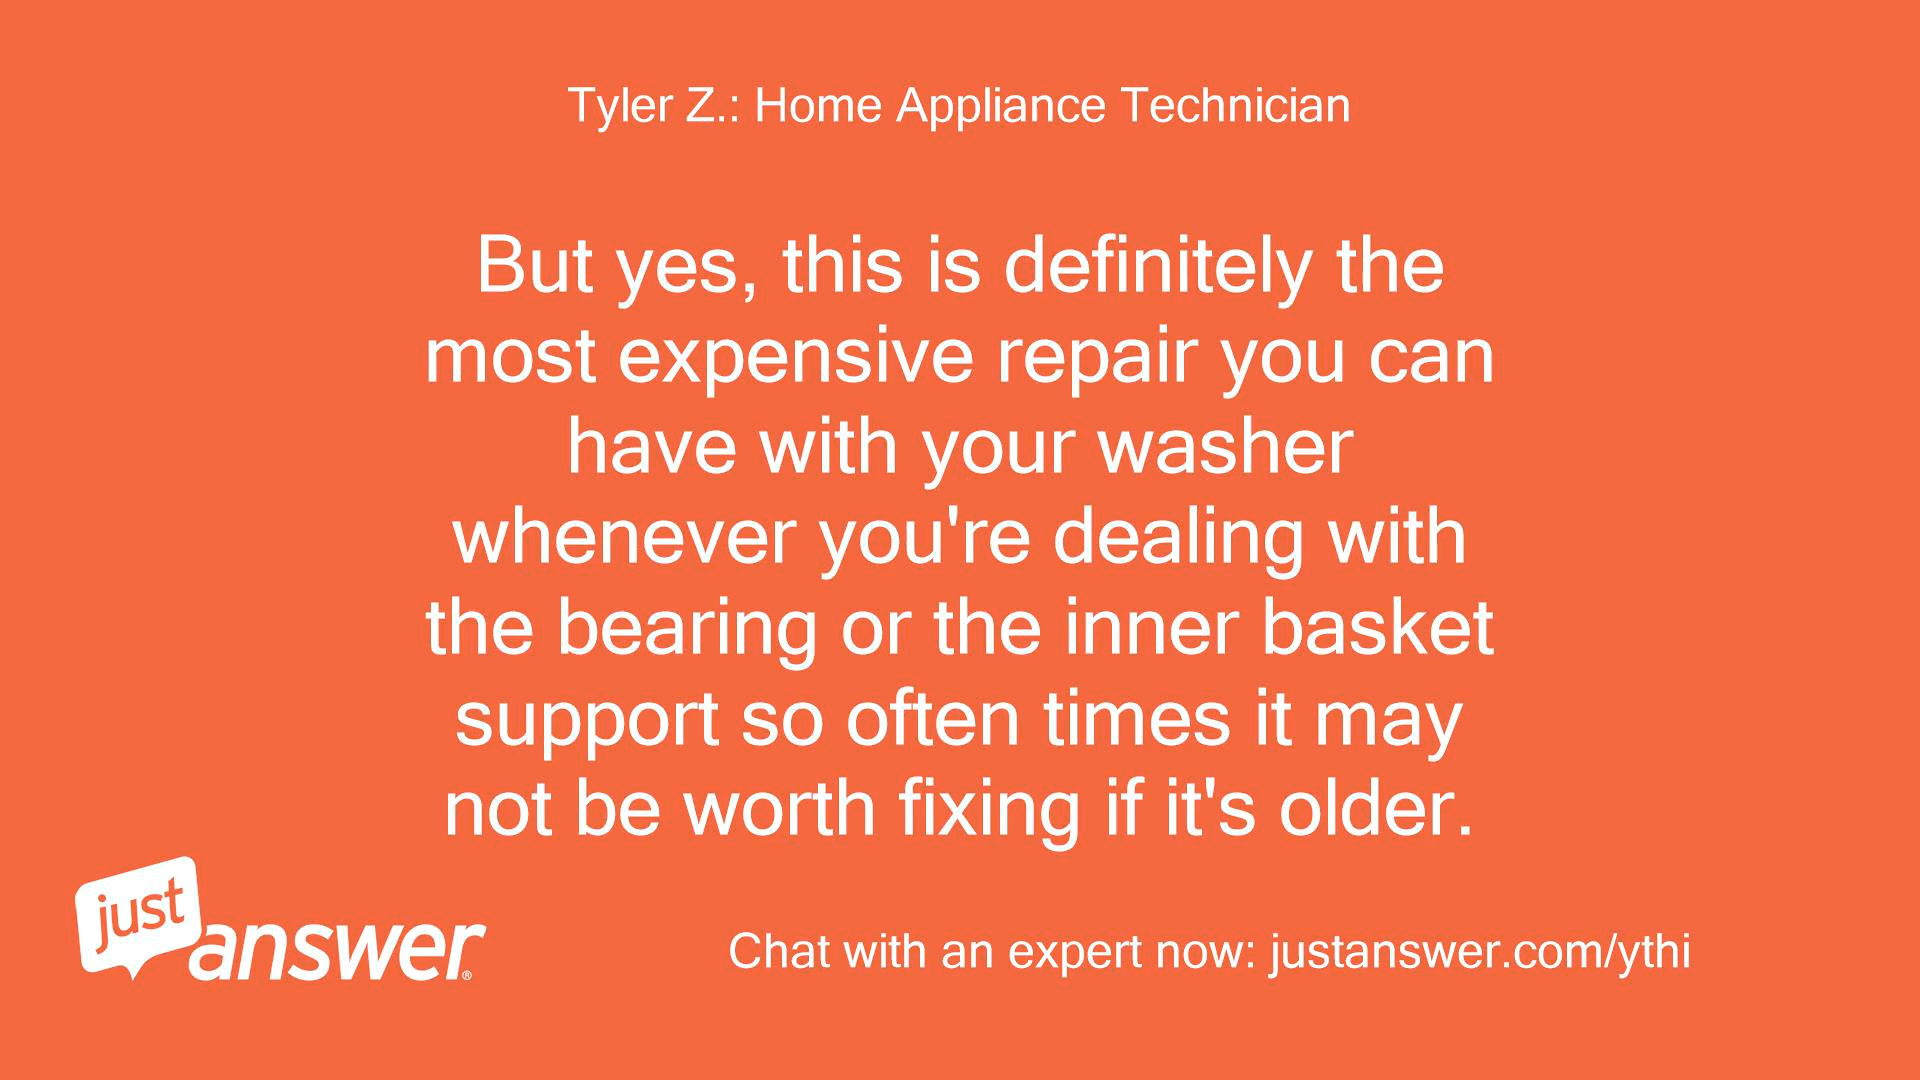 Tyler Z.: Home Appliance Technician
But yes, this is definitely the
most expensive repair you can
have with your washer
whenever you're dealing with
the bearing or the inner basket
support so often times it may
not be worth fixing if it's older.
just
answer®
Chat with an expert now: justanswer.com/ythi